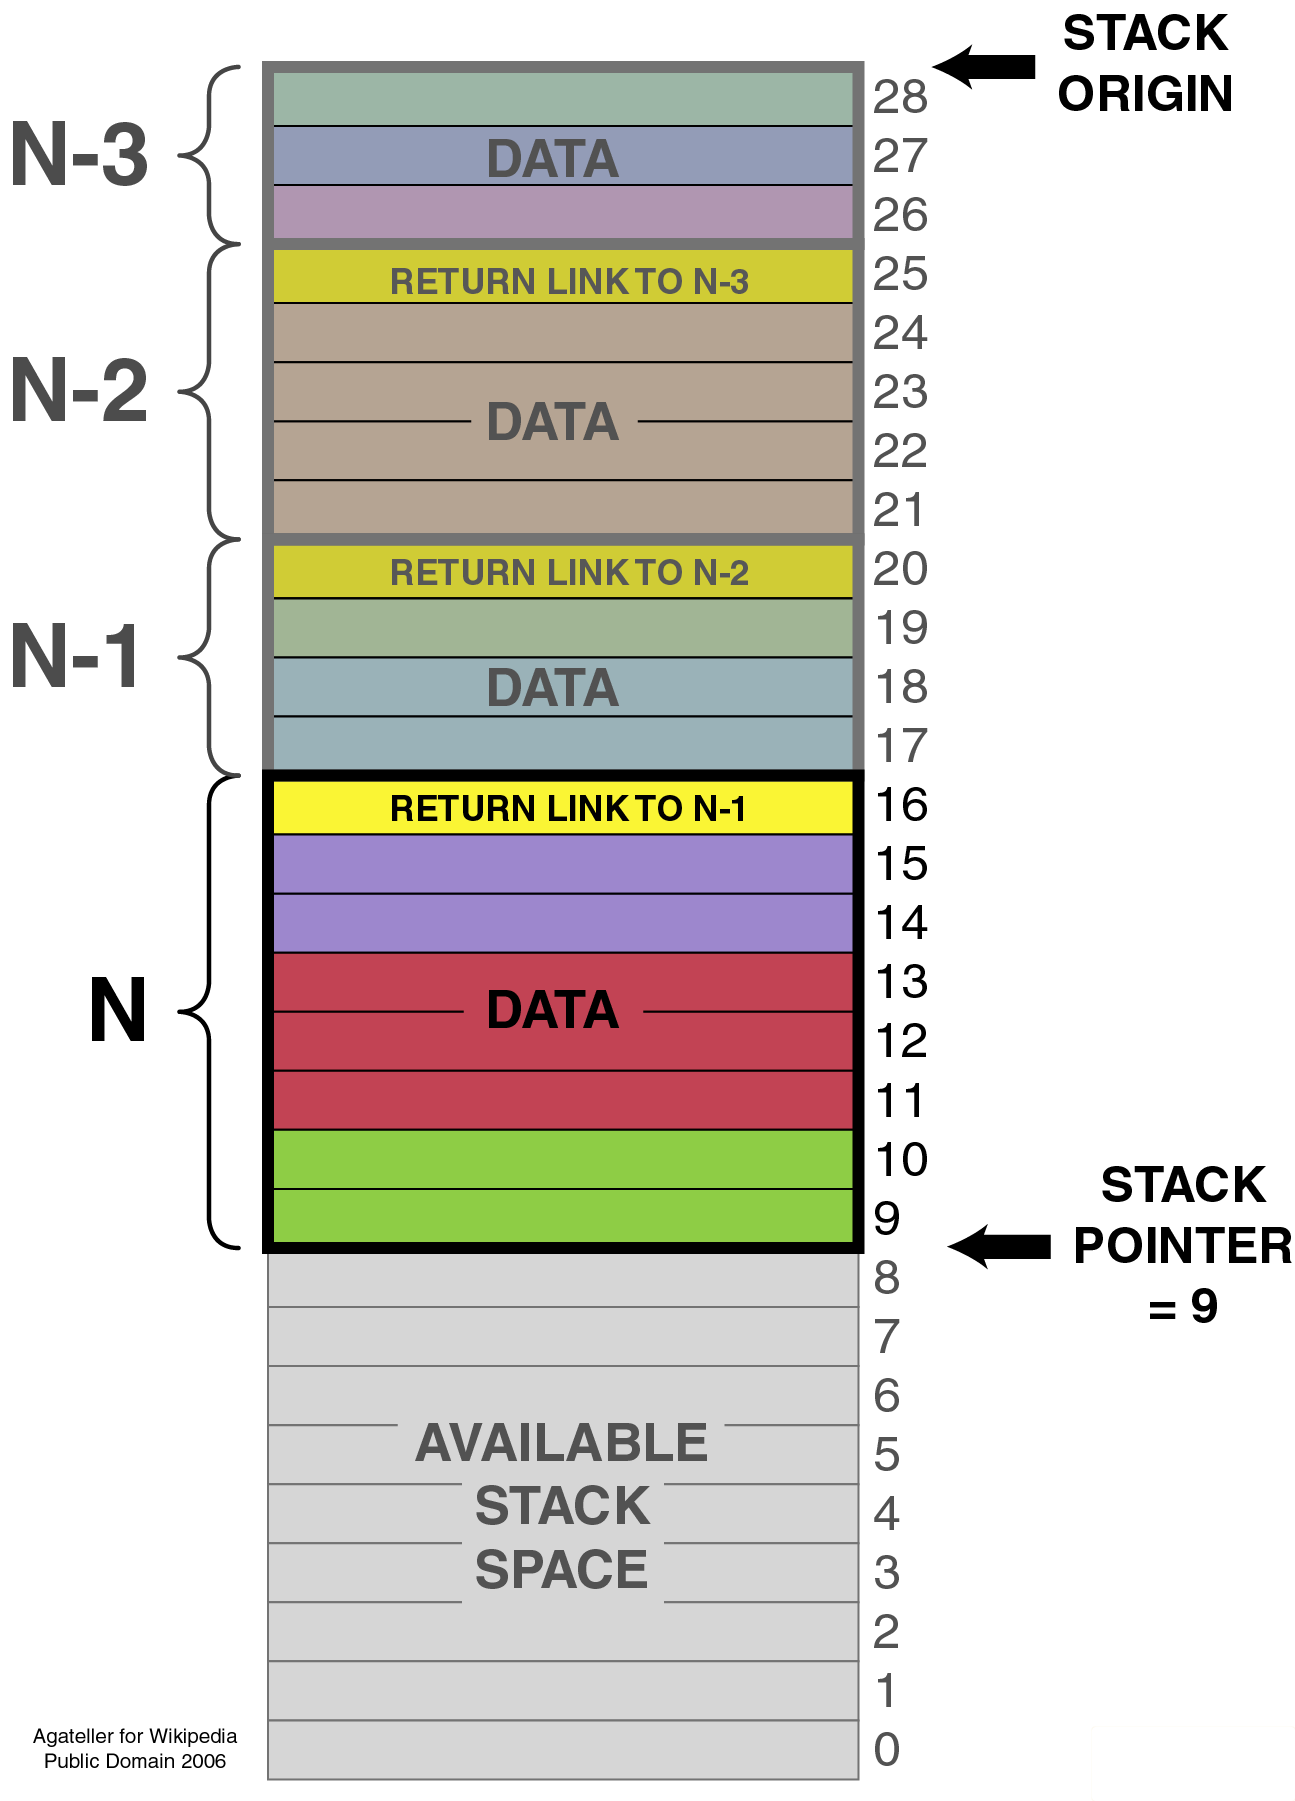 STACK
ORIGIN
28
N-3
DATA
27
26
RETURN LINK TO N-3
25
24
N-2
23
DATA
22
21
RETURN LINK TO N-2
20
19
N-1
DATA
18
17
RETURN LINK TO N-1
16
15
14
13
N
DATA
12
11
10
9
STACK
POINTER
= 9
8
7
6
AVAILABLE
5
STACK
4
SPACE
3
2
1
0
Agateller for Wikipedia
Public Domain 2006